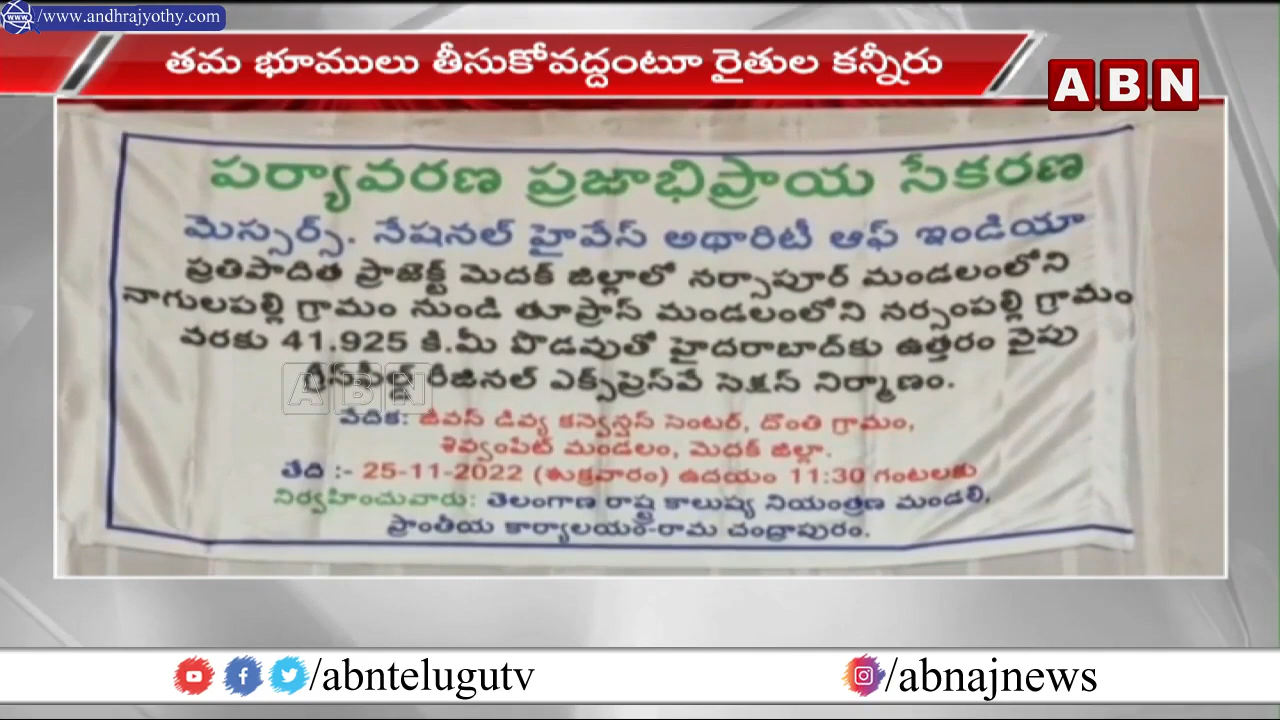 /www.andhrajyothy.com
తమ భూములు తీసుకోవద్దంటూ రైతుల కన్నీరు
ABN
పర్యావరణ ప్రజాభిప్రాయ సేకరణ
మెస్సర్స్. నేషనల్ హైవేస్ అథారిటీ ఆఫ్ ఇండియా
ప్రతిపాదిత ప్రాజెక్ట్ మెదక్ జిల్లాలో నర్సాపూర్ మండలంలోని
నాగులపల్లి గ్రామం నుండి తూప్రాన్ మండలంలోని నర్సంపల్లి గ్రామం
వరకు 41.925 కి.మీ పొడవుతో హైదరాబాద్‌కు ఉత్తరం వైపు
గ్రీన్‌ఫీల్డ్ రీజినల్ ఎక్స్‌ప్రెస్‌వే సెక్షన్ నిర్మాణం.
ABN
వేదిక: జీవన్ డివ్య కన్వెన్షన్ సెంటర్, దొంతి గ్రామం,
శివ్వంపేట్ మండలం, మెదక్ జిల్లా.
తేది :- 25-11-2022 (శుక్రవారం) ఉదయం 11:30 గంటలకు
నిర్వహించువారు: తెలంగాణ రాష్ట్ర కాలుష్య నియంత్రణ మండలి,
ప్రాంతీయ కార్యాలయం-రామ చంద్రాపురం.
/abntelugutv
/abnajnews